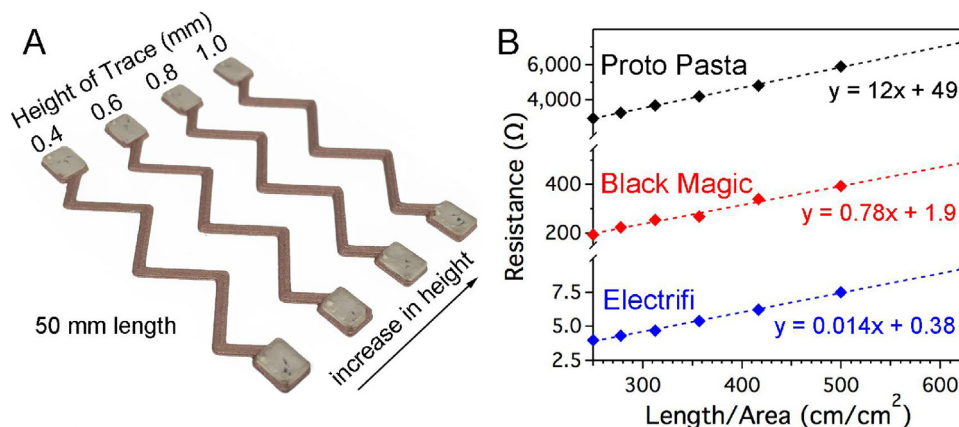 A
Height of Trace (mm)
0.4
0.6
0.8
1.0
50 mm length
increase in height
B
Resistance (Ω)
6,000
4,000
400
200
7.5
5.0
2.5
Proto Pasta
y = 12x + 49
Black Magic
y = 0.78x + 1.9
Electrifi
y = 0.014x + 0.38
300
400
500
600
Length/Area (cm/cm²)